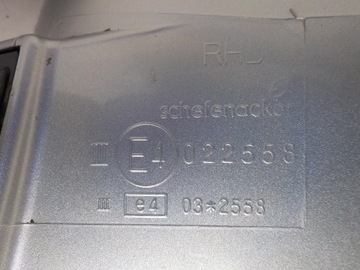 RHD
schefenacker
III E4 022558
III e4 03*2558